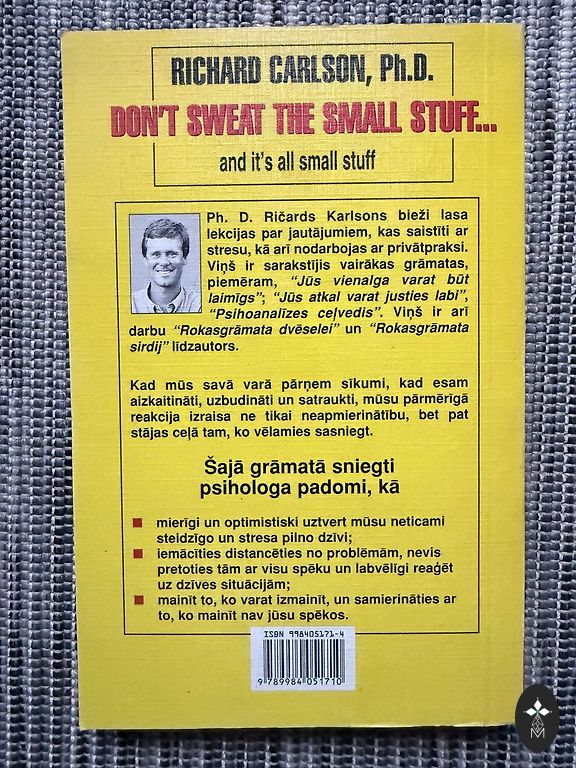 RICHARD CARLSON, Ph.D.
DON'T SWEAT THE SMALL STUFF...
and it's all small stuff
Ph. D. Ričards Karlsons bieži lasa
lekcijas par jautājumiem, kas saistīti ar
stresu, kā arī nodarbojas ar privātpraksi.
Viņš ir sarakstījis vairākas grāmatas,
piemēram, “Jūs vienalga varat būt
laimīgs”; “Jūs atkal varat justies labi”,
“Psihoanalīzes ceļvedis”. Viņš ir arī
darbu “Rokasgrāmata dvēselei” un “Rokasgrāmata
sirdij” līdzautors.
Kad mūs savā varā pārņem sīkumi, kad esam
aizkaitināti, uzbudināti un satraukti, mūsu pārmērīgā
reakcija izraisa ne tikai neapmierinātību, bet pat
stājas ceļā tam, ko vēlamies sasniegt.
Šajā grāmatā sniegti
psihologa padomi, kā
mierīgi un optimistiski uztvert mūsu neticami
steidzīgo un stresa pilno dzīvi;
iemācīties distancēties no problēmām, nevis
pretoties tām ar visu spēku un labvēlīgi reaģēt
uz dzīves situācijām;
mainīt to, ko varat izmainīt, un samierināties ar
to, ko mainīt nav jūsu spēkos.
ISBN 998405171-4
9 789984 051710
M